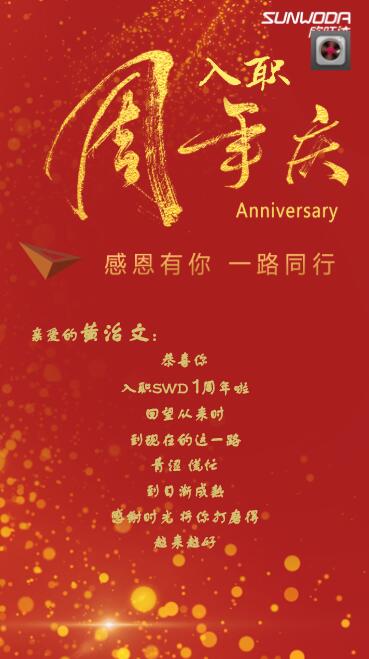 SUNWODA
入职
周年庆
Anniversary
感恩有你 一路同行
亲爱的黄治文：
恭喜你
入职SWD 1周年啦
回望从来时
到现在的这一路
青涩 慌忙
到日渐成熟
感谢时光将你打磨得
越来越好